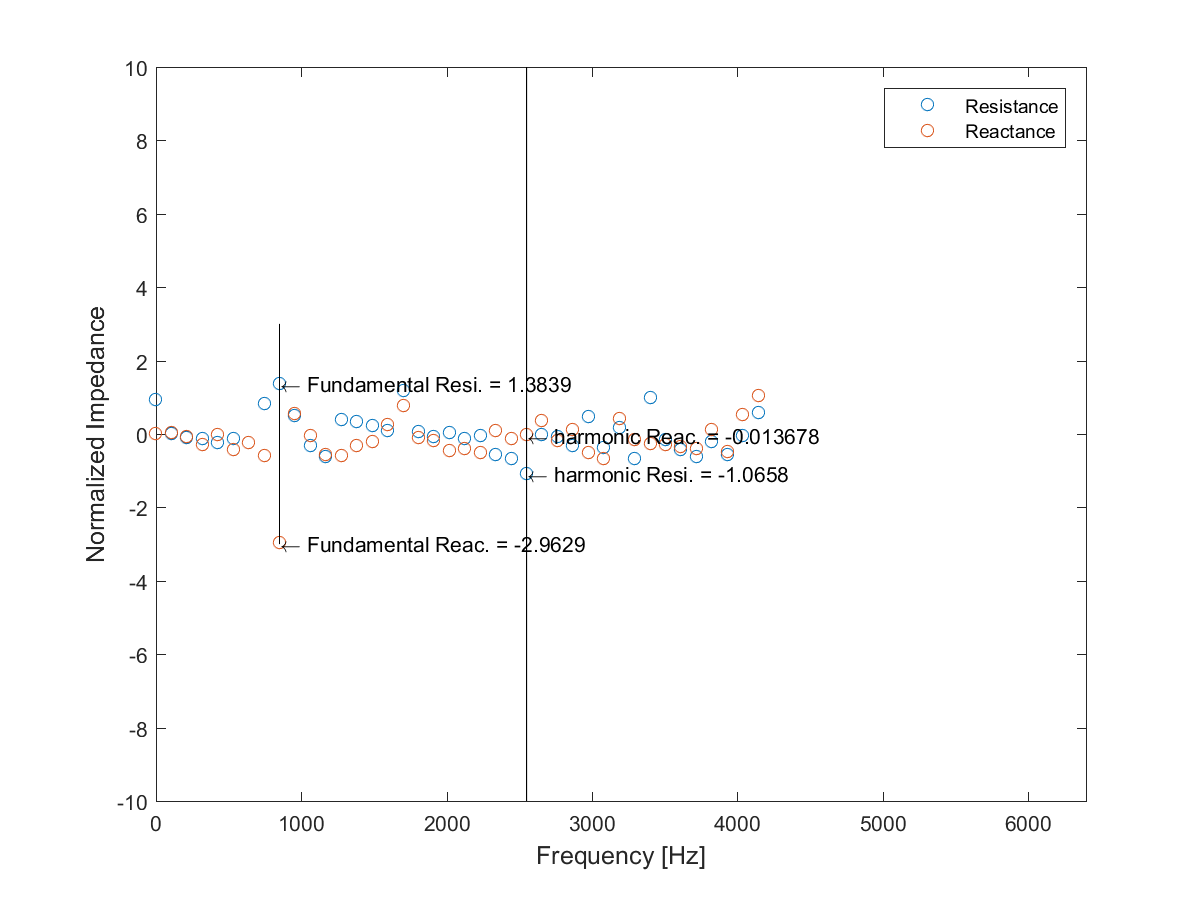 10
8
6
4
2
0
-2
-4
-6
-8
-10
Normalized Impedance
Resistance
Reactance
← Fundamental Resi. = 1.3839
← harmonic Reac. = -0.013678
← harmonic Resi. = -1.0658
← Fundamental Reac. = -2.9629
0 1000 2000 3000 4000 5000 6000
Frequency [Hz]